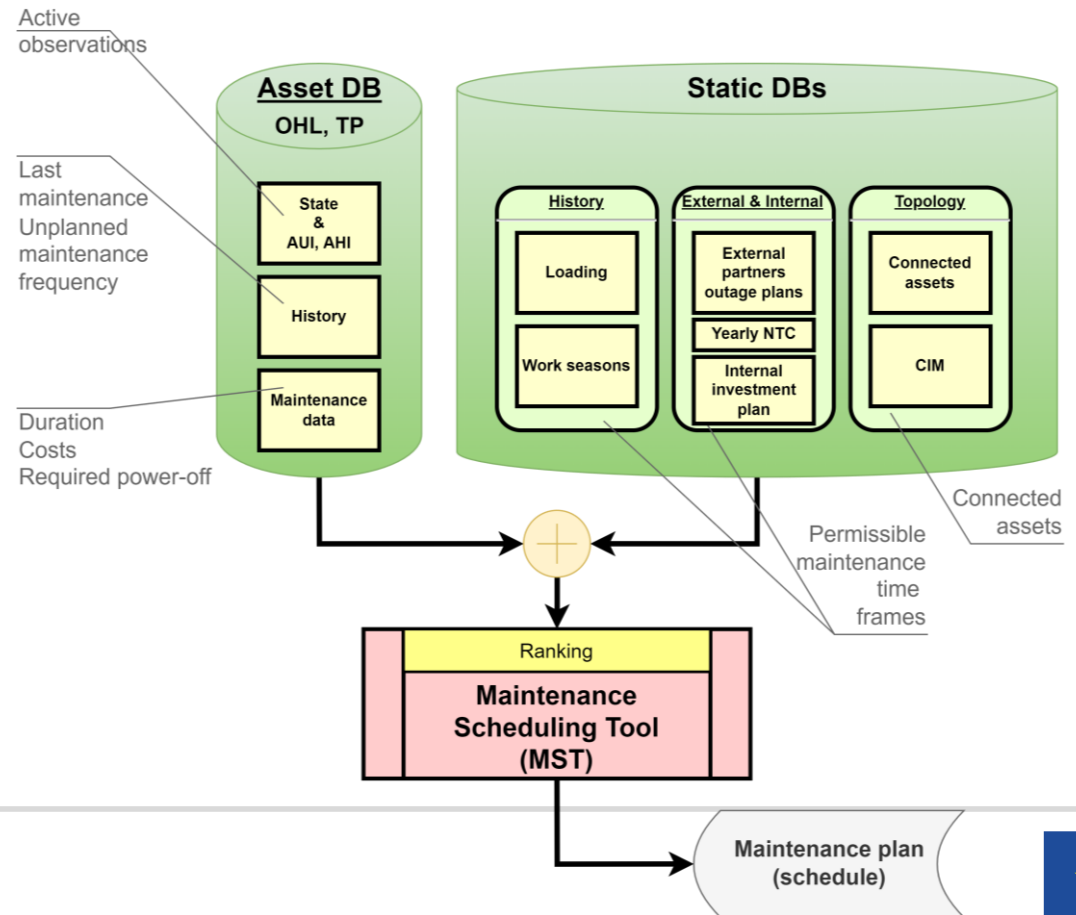 Active
observations
Asset DB
OHL, TP
Static DBs
Last
maintenance
Unplanned
maintenance
frequency
State
&
AUI, AHI
History
Maintenance
data
Duration
Costs
Required power-off
History
Loading
Work seasons
External & Internal
External
partners
outage plans
Yearly NTC
Internal
investment
plan
Topology
Connected
assets
CIM
Connected
assets
Permissible
maintenance
time
frames
Ranking
Maintenance
Scheduling Tool
(MST)
Maintenance plan
(schedule)